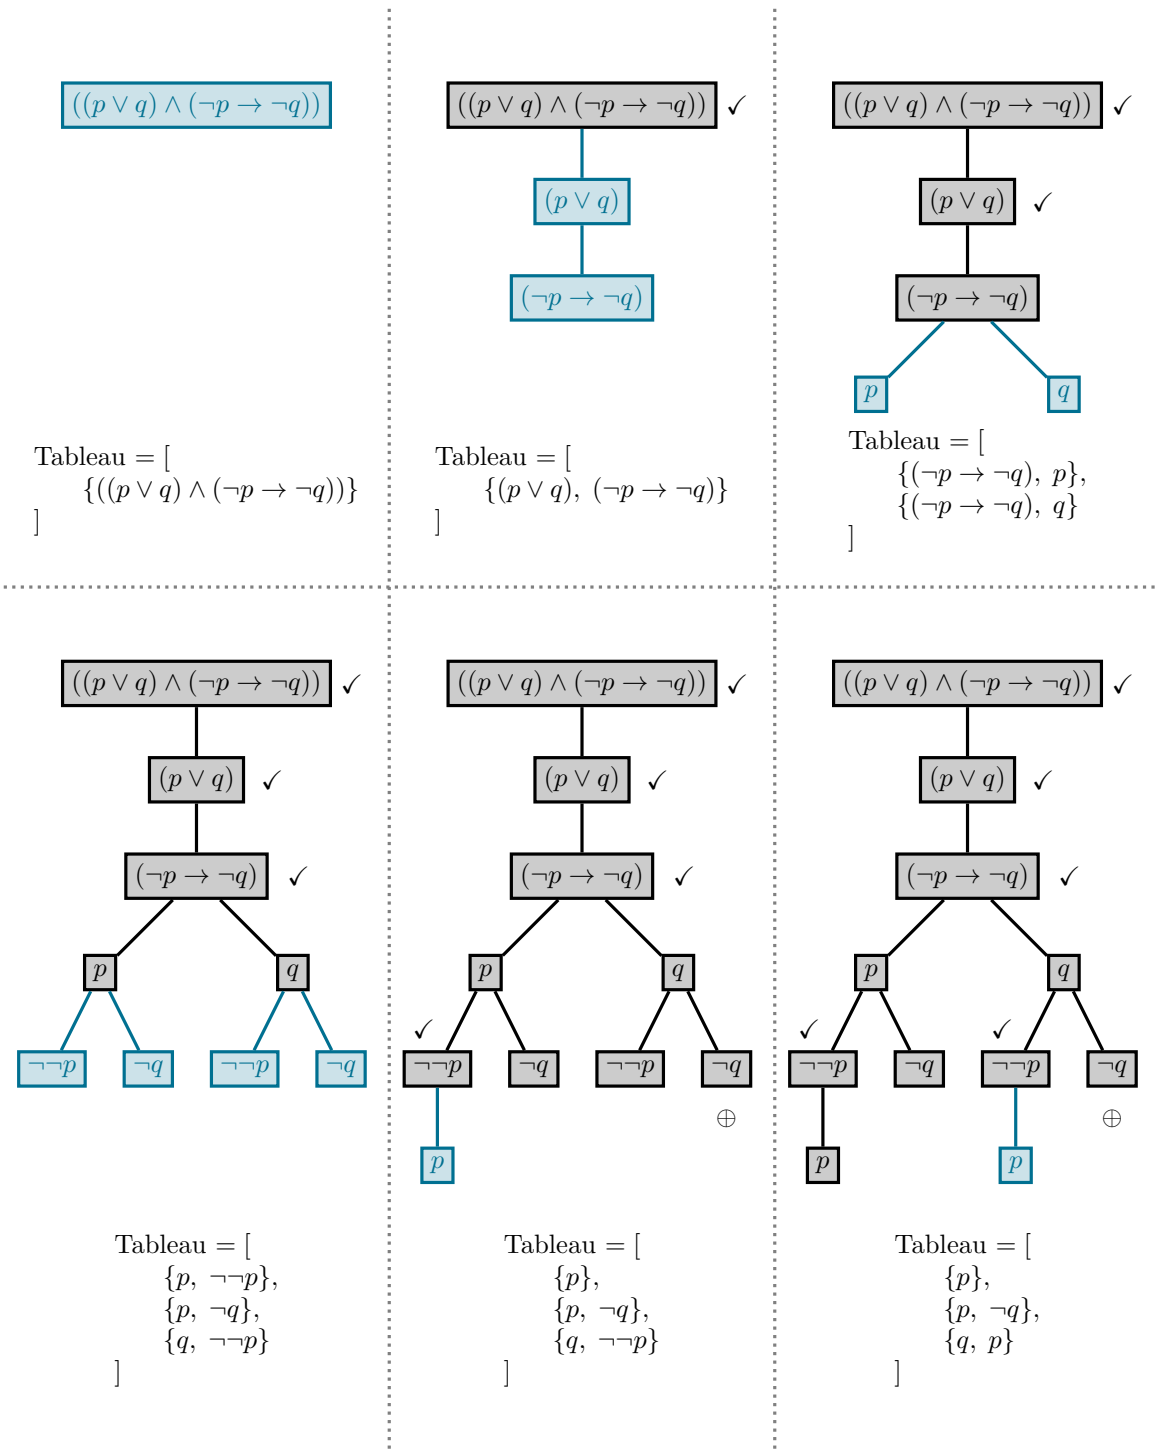 ((p ∨ q) ∧ (¬p → ¬q))
Tableau = [
{((p ∨ q) ∧ (¬p → ¬q))}
]
((p ∨ q) ∧ (¬p → ¬q)) ✓
(p ∨ q)
(¬p → ¬q)
Tableau = [
{(p ∨ q), (¬p → ¬q)}
]
((p ∨ q) ∧ (¬p → ¬q)) ✓
(p ∨ q) ✓
(¬p → ¬q)
p q
Tableau = [
{(¬p → ¬q), p},
{(¬p → ¬q), q}
]
((p ∨ q) ∧ (¬p → ¬q)) ✓
(p ∨ q) ✓
(¬p → ¬q) ✓
p q
¬¬p ¬q ¬¬p ¬q
Tableau = [
{p, ¬¬p},
{p, ¬q},
{q, ¬¬p}
]
((p ∨ q) ∧ (¬p → ¬q)) ✓
(p ∨ q) ✓
(¬p → ¬q) ✓
p q
✓
¬¬p ¬q ¬¬p ¬q
⊕
p
Tableau = [
{p},
{p, ¬q},
{q, ¬¬p}
]
((p ∨ q) ∧ (¬p → ¬q)) ✓
(p ∨ q) ✓
(¬p → ¬q) ✓
p q
✓ ✓
¬¬p ¬q ¬¬p ¬q
⊕
p p
Tableau = [
{p},
{p, ¬q},
{q, p}
]